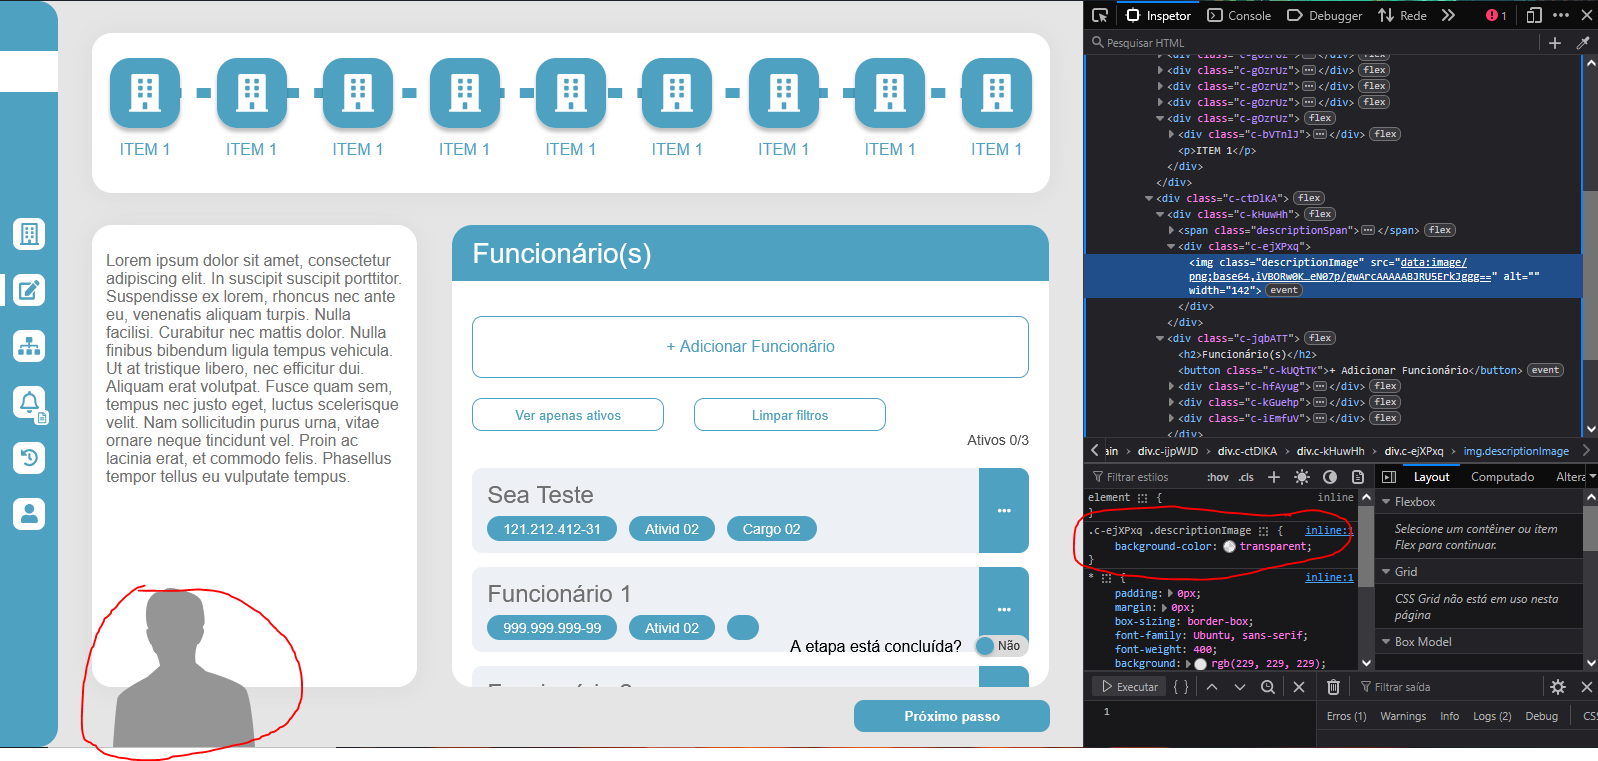 ITEM 1
ITEM 1
ITEM 1
ITEM 1
ITEM 1
ITEM 1
ITEM 1
ITEM 1
ITEM 1
Lorem ipsum dolor sit amet, consectetur
adipiscing elit. In suscipit suscipit porttitor.
Suspendisse ex lorem, rhoncus nec ante
eu, venenatis aliquam turpis. Nulla
facilisi. Curabitur nec mattis dolor. Nulla
finibus bibendum ligula tempus vehicula.
Ut at tristique libero, nec efficitur dui.
Aliquam erat volutpat. Fusce quam sem,
tempus nec justo eget, luctus scelerisque
velit. Nam sollicitudin purus urna, vitae
ornare neque tincidunt vel. Proin ac
lacinia erat, et commodo felis. Phasellus
tempor tellus eu vulputate tempus.
Funcionário(s)
+ Adicionar Funcionário
Ver apenas ativos
Limpar filtros
Ativos 0/3
Sea Teste
121.212.412-31
Ativid 02
Cargo 02
...
Funcionário 1
999.999.999-99
Ativid 02
...
A etapa está concluída?
Não
Próximo passo
Inspetor
Console
Debugger
Rede
1
Pesquisar HTML
<div class="c-gOzrUz">⋯</div> flex
<div class="c-gOzrUz">⋯</div> flex
<div class="c-gOzrUz">⋯</div> flex
<div class="c-gOzrUz">⋯</div> flex
<div class="c-gOzrUz"> flex
<div class="c-bVTnlJ">⋯</div> flex
<p>ITEM 1</p>
</div>
</div>
<div class="c-ctDlKA"> flex
<div class="c-kHuwHh"> flex
<span class="descriptionSpan">⋯</span> flex
<div class="c-ejXPxq">
<img class="descriptionImage" src="data:image/
png;base64,iVBORw0K…eN07p/gwArcAAAAABJRU5ErkJggg==" alt=""
width="142"> event
</div>
</div>
<div class="c-jqbATT"> flex
<h2>Funcionário(s)</h2>
<button class="c-kUQtTK">+ Adicionar Funcionário</button> event
<div class="c-hfAyug">⋯</div> flex
<div class="c-kGuehp">⋯</div> flex
<div class="c-iEmfuV">⋯</div> flex
</div>
ain > div.c-ijpWJD > div.c-ctDlKA > div.c-kHuwHh > div.c-ejXPxq > img.descriptionImage
Filtrar estilos
:hov
.cls
element { inline
}
.c-ejXPxq .descriptionImage { inline:1
background-color: transparent;
}
* { inline:1
padding: 0px;
margin: 0px;
box-sizing: border-box;
font-family: Ubuntu, sans-serif;
font-weight: 400;
background: rgb(229, 229, 229);
Layout
Computado
Altera
Flexbox
Selecione um contêiner ou item
Flex para continuar.
Grid
CSS Grid não está em uso nesta
página
Box Model
Executar
{ }
Filtrar saída
1
Erros (1)
Warnings
Info
Logs (2)
Debug
CSS